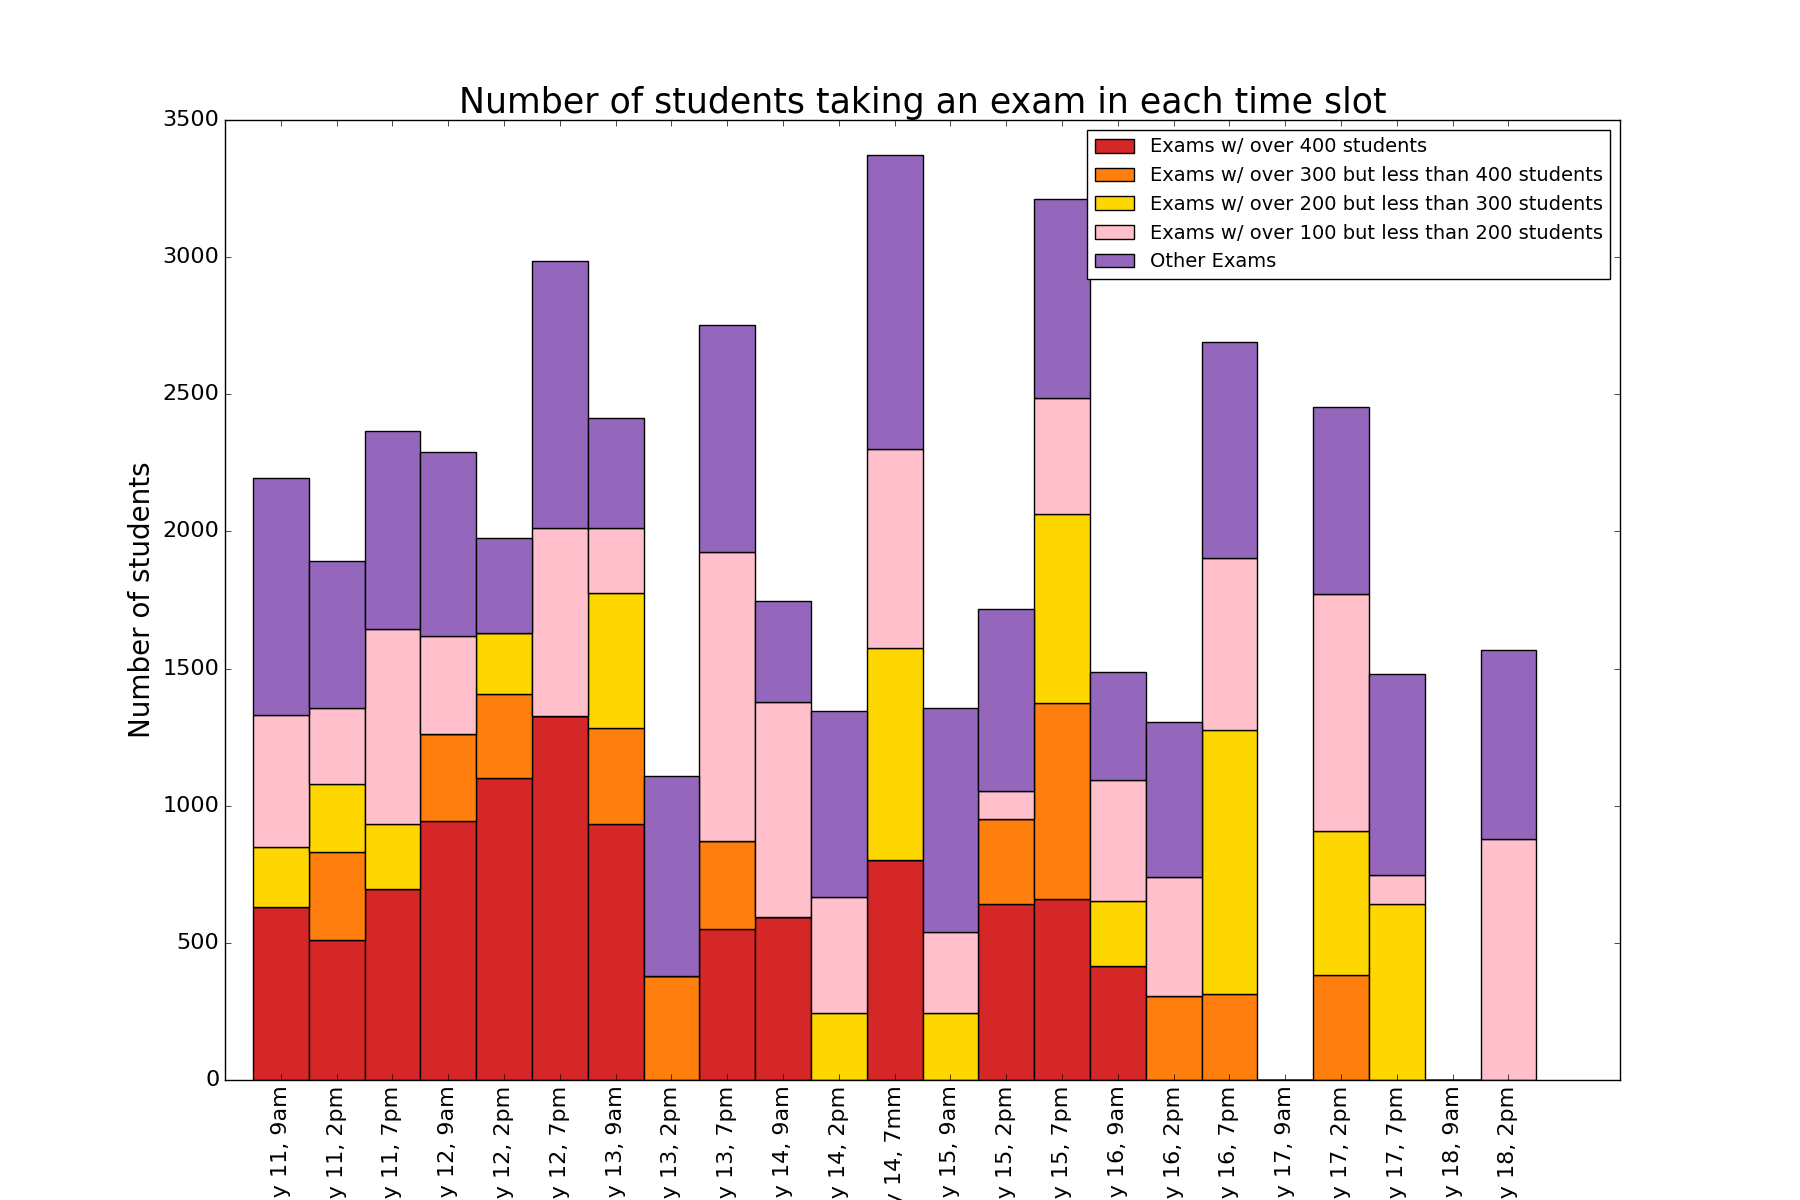 Number of students taking an exam in each time slot
3500
3000
2500
2000
1500
1000
500
0
Number of students
Exams w/ over 400 students
Exams w/ over 300 but less than 400 students
Exams w/ over 200 but less than 300 students
Exams w/ over 100 but less than 200 students
Other Exams
y 11, 9am
y 11, 2pm
y 11, 7pm
y 12, 9am
y 12, 2pm
y 12, 7pm
y 13, 9am
y 13, 2pm
y 13, 7pm
y 14, 9am
y 14, 2pm
y 14, 7mm
y 15, 9am
y 15, 2pm
y 15, 7pm
y 16, 9am
y 16, 2pm
y 16, 7pm
y 17, 9am
y 17, 2pm
y 17, 7pm
y 18, 9am
y 18, 2pm